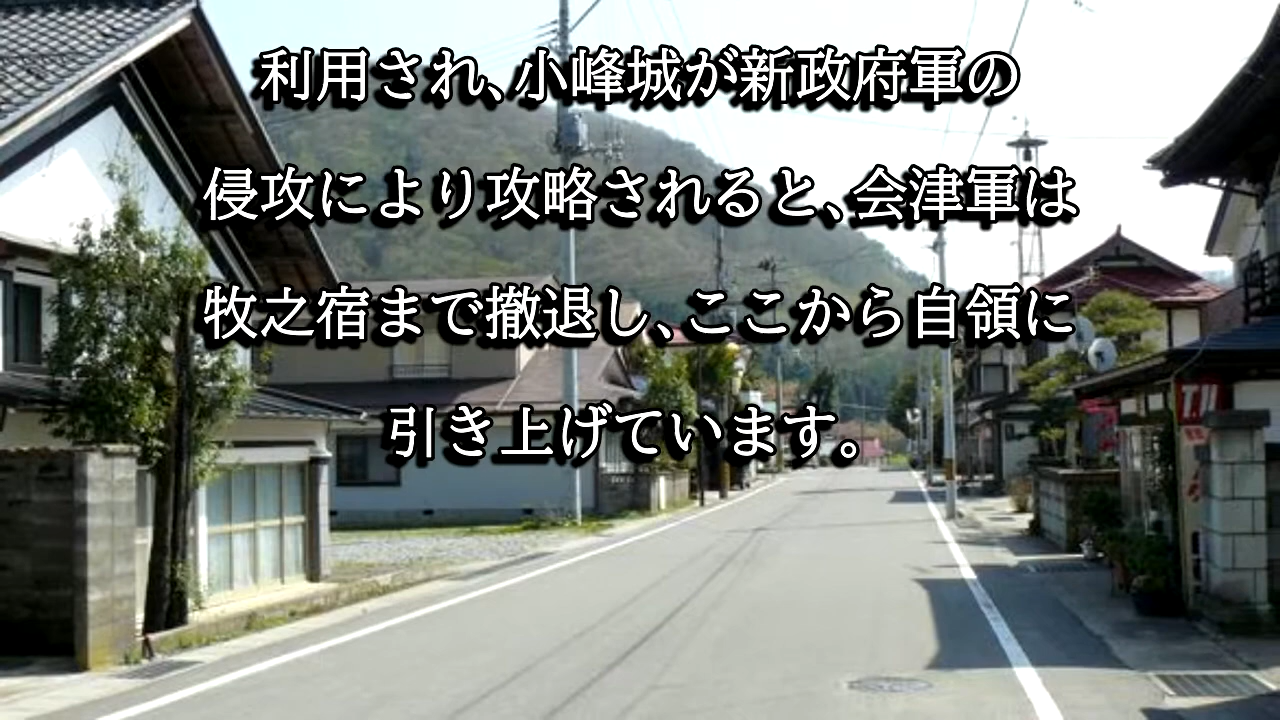 利用され、小峰城が新政府軍の
侵攻により攻略されると、会津軍は
牧之宿まで撤退し、ここから自領に
引き上げています。